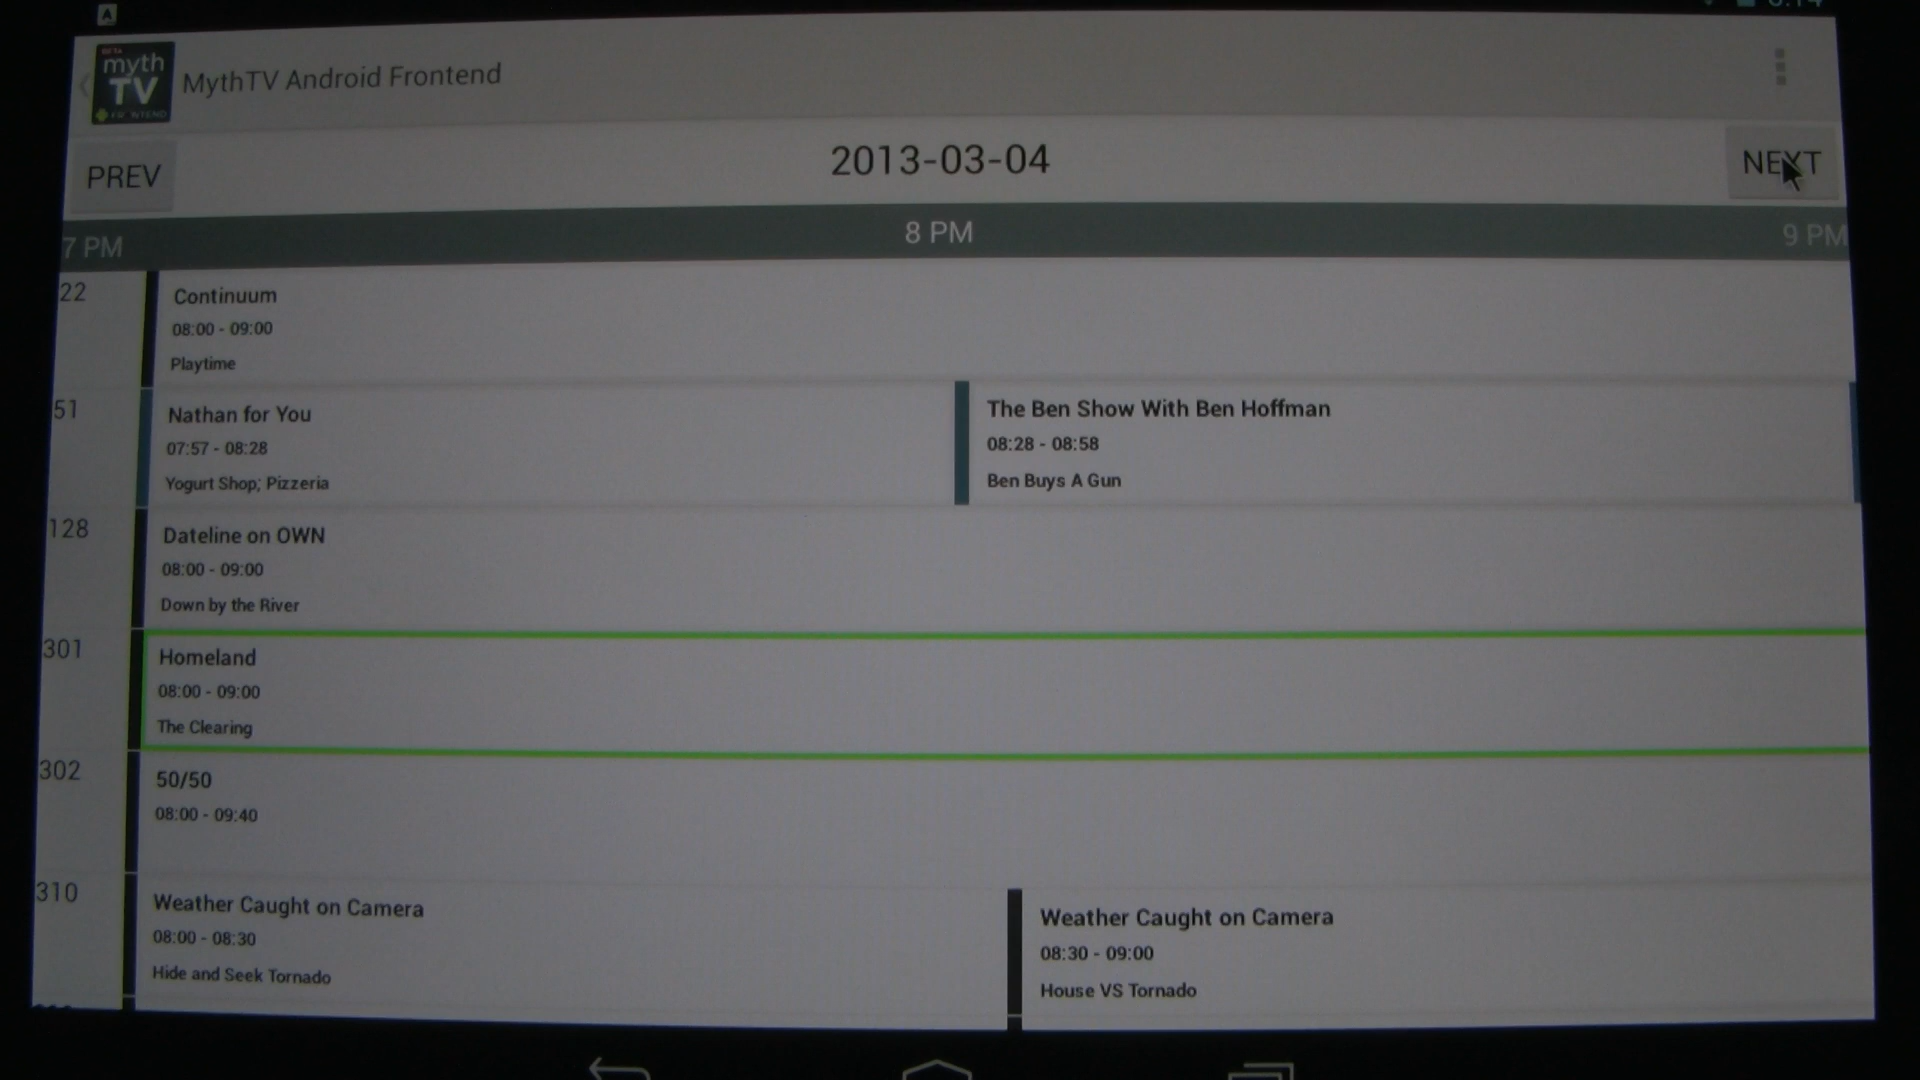 A
BETA
myth
TV
MythTV Android Frontend
PREV
2013-03-04
NEXT
7 PM
8 PM
9 PM
22
Continuum
08:00 - 09:00
Playtime
51
Nathan for You
07:57 - 08:28
Yogurt Shop; Pizzeria
The Ben Show With Ben Hoffman
08:28 - 08:58
Ben Buys A Gun
128
Dateline on OWN
08:00 - 09:00
Down by the River
301
Homeland
08:00 - 09:00
The Clearing
302
50/50
08:00 - 09:40
310
Weather Caught on Camera
08:00 - 08:30
Hide and Seek Tornado
Weather Caught on Camera
08:30 - 09:00
House VS Tornado